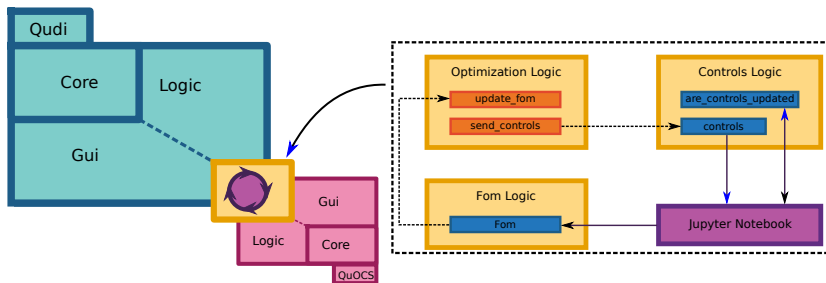 Qudi
Core
Logic
Gui
Gui
Logic
Core
QuOCS
Optimization Logic
update_fom
send_controls
Controls Logic
are_controls_updated
controls
Fom Logic
Fom
Jupyter Notebook